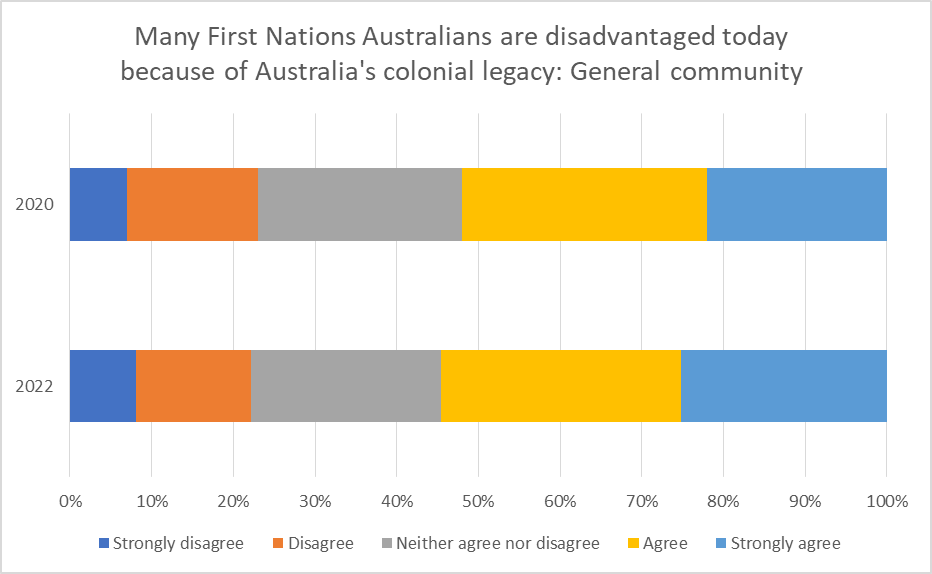 Many First Nations Australians are disadvantaged today
because of Australia's colonial legacy: General community
2020
2022
0% 10% 20% 30% 40% 50% 60% 70% 80% 90% 100%
Strongly disagree Disagree Neither agree nor disagree Agree Strongly agree